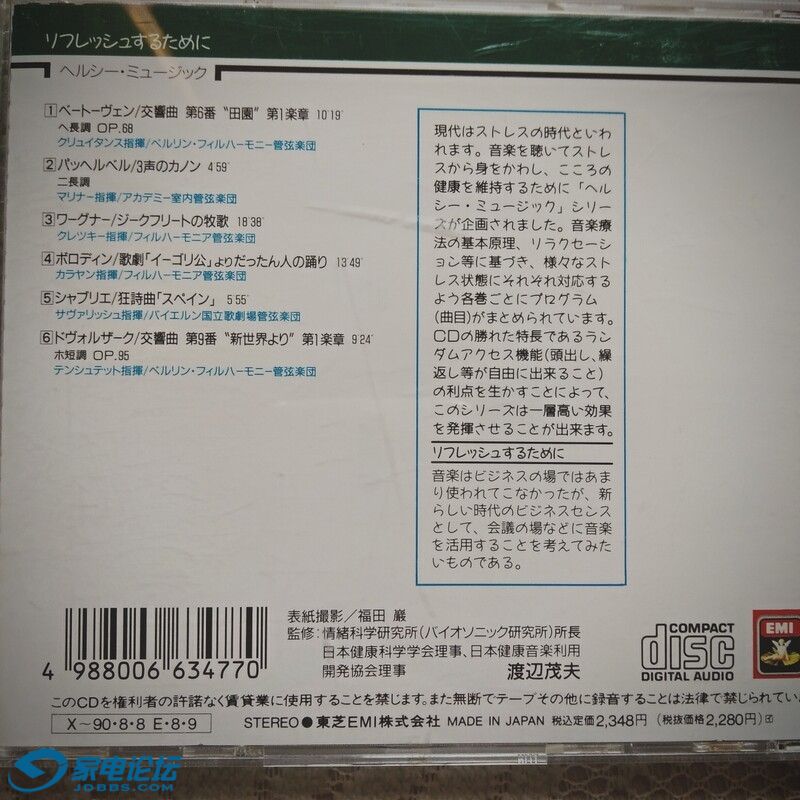 リフレッシュするために
ヘルシー・ミュージック
1 ベートーヴェン/交響曲 第6番 “田園” 第1楽章 10'19"
ヘ長調 OP.68
クリュイタンス指揮/ベルリン・フィルハーモニー管弦楽団
2 パッヘルベル/3声のカノン 4'59"
ニ長調
マリナー指揮/アカデミー室内管弦楽団
3 ワーグナー/ジークフリートの牧歌 18'38"
クレツキー指揮/フィルハーモニア管弦楽団
4 ボロディン/歌劇「イーゴリ公」よりだったん人の踊り 13'49"
カラヤン指揮/フィルハーモニア管弦楽団
5 シャブリエ/狂詩曲「スペイン」 5'55"
サヴァリッシュ指揮/バイエルン国立歌劇場管弦楽団
6 ドヴォルザーク/交響曲 第9番 “新世界より” 第1楽章 9'24"
ホ短調 OP.95
テンシュテット指揮/ベルリン・フィルハーモニー管弦楽団
現代はストレスの時代といわ
れます。音楽を聴いてストレ
スから身をかわし、こころの
健康を維持するために「ヘル
シー・ミュージック」シリー
ズが企画されました。音楽療
法の基本原理、リラクセーシ
ョン等に基づき、様々なスト
レス状態にそれぞれ対応する
よう各巻ごとにプログラム
(曲目)がまとめられています。
CDの勝れた特長であるラン
ダムアクセス機能(頭出し、繰
返し等が自由に出来ること)
の利点を生かすことによって、
このシリーズは一層高い効果
を発揮させることが出来ます。
リフレッシュするために
音楽はビジネスの場ではあま
り使われてこなかったが、新
らしい時代のビジネスセンス
として、会議の場などに音楽
を活用することを考えてみた
いものである。
4 988006 634770
表紙撮影/福田 巌
監修:情緒科学研究所(バイオソニック研究所)所長
日本健康科学学会理事、日本健康音楽利用
開発協会理事 渡辺茂夫
COMPACT
disc
DIGITAL AUDIO
EMI
このCDを権利者の許諾なく賃貸業に使用することを禁じます。また無断でテープその他に録音することは法律で禁じられてい
X～90・8・8 E・8・9
STEREO ● 東芝EMI株式会社 MADE IN JAPAN 税込定価2,348円 (税抜価格2,280円)
家电论坛
JDBBS.COM